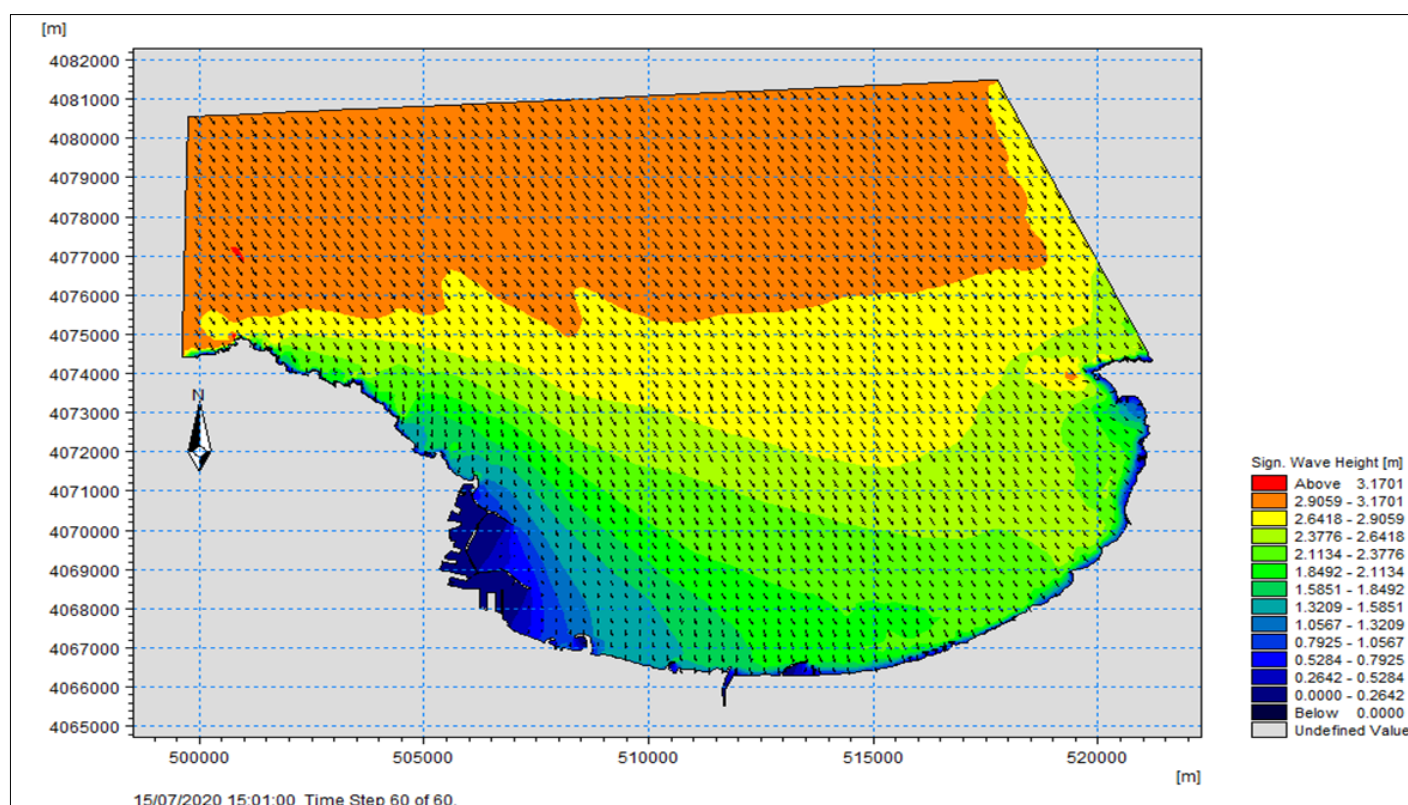 [m]
4082000
4081000
4080000
4079000
4078000
4077000
4076000
4075000
4074000
4073000
4072000
4071000
4070000
4069000
4068000
4067000
4066000
4065000
N
500000 505000 510000 515000 520000
[m]
15/07/2020 15:01:00 Time Step 60 of 60.
Sign. Wave Height [m]
Above 3.1701
2.9059 - 3.1701
2.6418 - 2.9059
2.3776 - 2.6418
2.1134 - 2.3776
1.8492 - 2.1134
1.5851 - 1.8492
1.3209 - 1.5851
1.0567 - 1.3209
0.7925 - 1.0567
0.5284 - 0.7925
0.2642 - 0.5284
0.0000 - 0.2642
Below 0.0000
Undefined Value